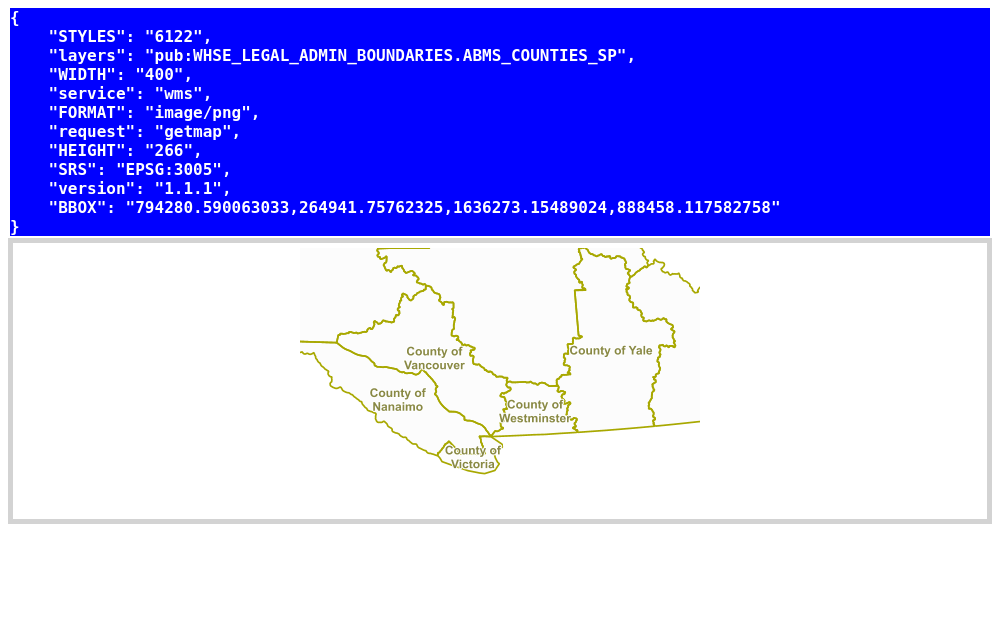 {
    "STYLES": "6122",
    "layers": "pub:WHSE_LEGAL_ADMIN_BOUNDARIES.ABMS_COUNTIES_SP",
    "WIDTH": "400",
    "service": "wms",
    "FORMAT": "image/png",
    "request": "getmap",
    "HEIGHT": "266",
    "SRS": "EPSG:3005",
    "version": "1.1.1",
    "BBOX": "794280.590063033,264941.75762325,1636273.15489024,888458.117582758"
}
County of
Vancouver
County of Yale
County of
Nanaimo
County of
Westminster
County of
Victoria